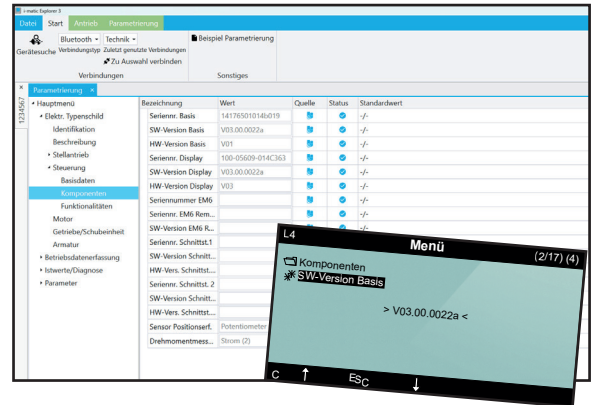 i-matic Explorer 3
Datei Start Antrieb Parametrierung
Bluetooth Technik Beispiel Parametrierung
Gerätesuche Verbindungstyp Zuletzt genutzte Verbindungen
Zu Auswahl verbinden
Verbindungen Sonstiges
× Parametrierung ×
1234567
Hauptmenü Bezeichnung Wert Quelle Status Standardwert
Elektr. Typenschild Seriennr. Basis 14176501014b019 -/-
Identifikation SW-Version Basis V03.00.0022a -/-
Beschreibung HW-Version Basis V01 -/-
Stellantrieb Seriennr. Display 100-05609-014C363 -/-
Steuerung SW-Version Display V03.00.0022a -/-
Basisdaten HW-Version Display V03 -/-
Komponenten Seriennummer EM6 -/-
Funktionalitäten Seriennr. EM6 Rem... -/-
Motor SW-Version EM6 R...
Getriebe/Schubeinheit Seriennr. Schnittst.1
Armatur SW-Version Schnitt...
Betriebsdatenerfassung HW-Vers. Schnittst....
Istwerte/Diagnose Seriennr. Schnittst. 2
Parameter SW-Version Schnitt...
HW-Vers. Schnittst....
Sensor Positionserf. Potentiometer
Drehmomentmess... Strom (2)
L4 Menü (2/17) (4)
Komponenten
SW-Version Basis
> V03.00.0022a <
C ↑ ESC ↓